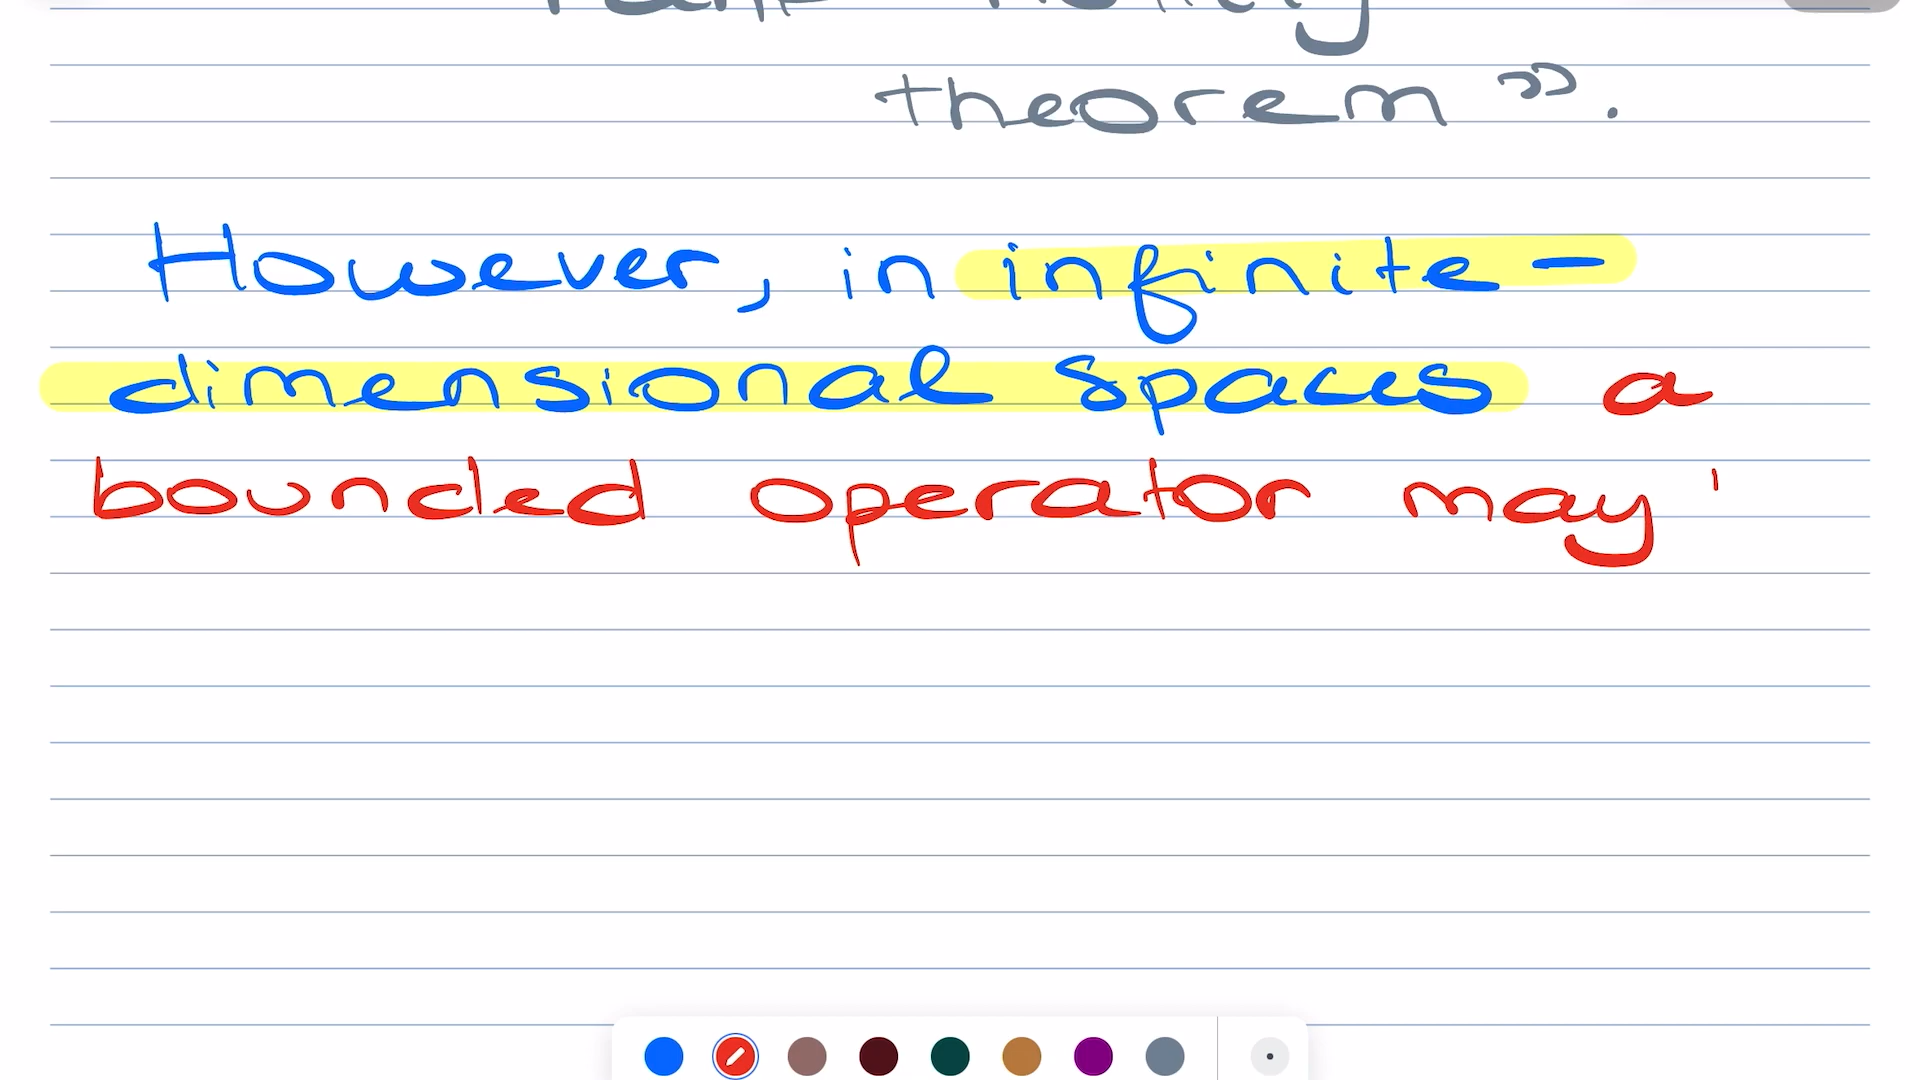 theorem”.
However, in infinite-
dimensional spaces a
bounded operator may